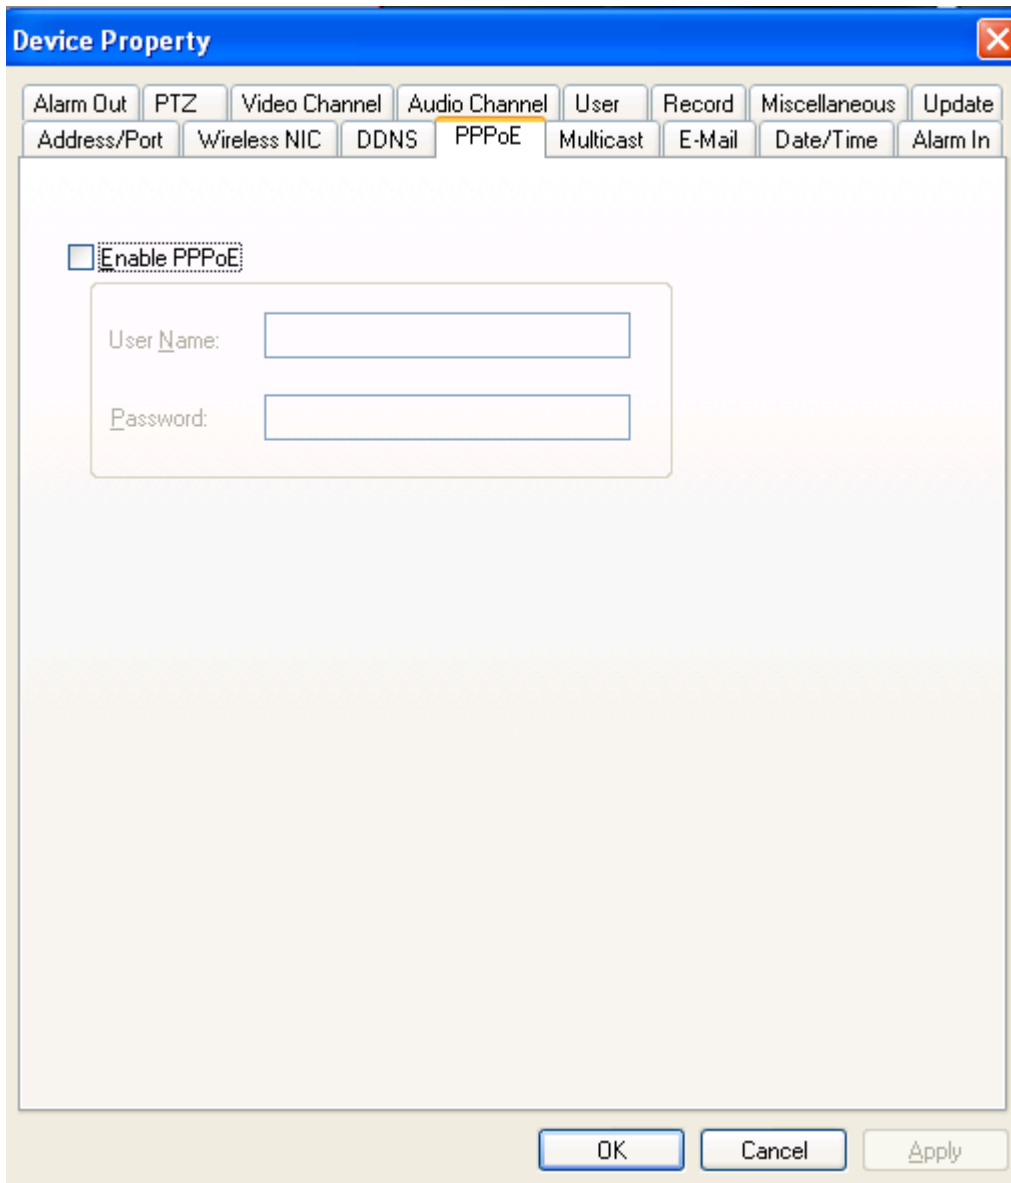 Device Property
Alarm Out PTZ Video Channel Audio Channel User Record Miscellaneous Update
Address/Port Wireless NIC DDNS PPPoE Multicast E-Mail Date/Time Alarm In
Enable PPPoE
User Name:
Password:
OK Cancel Apply